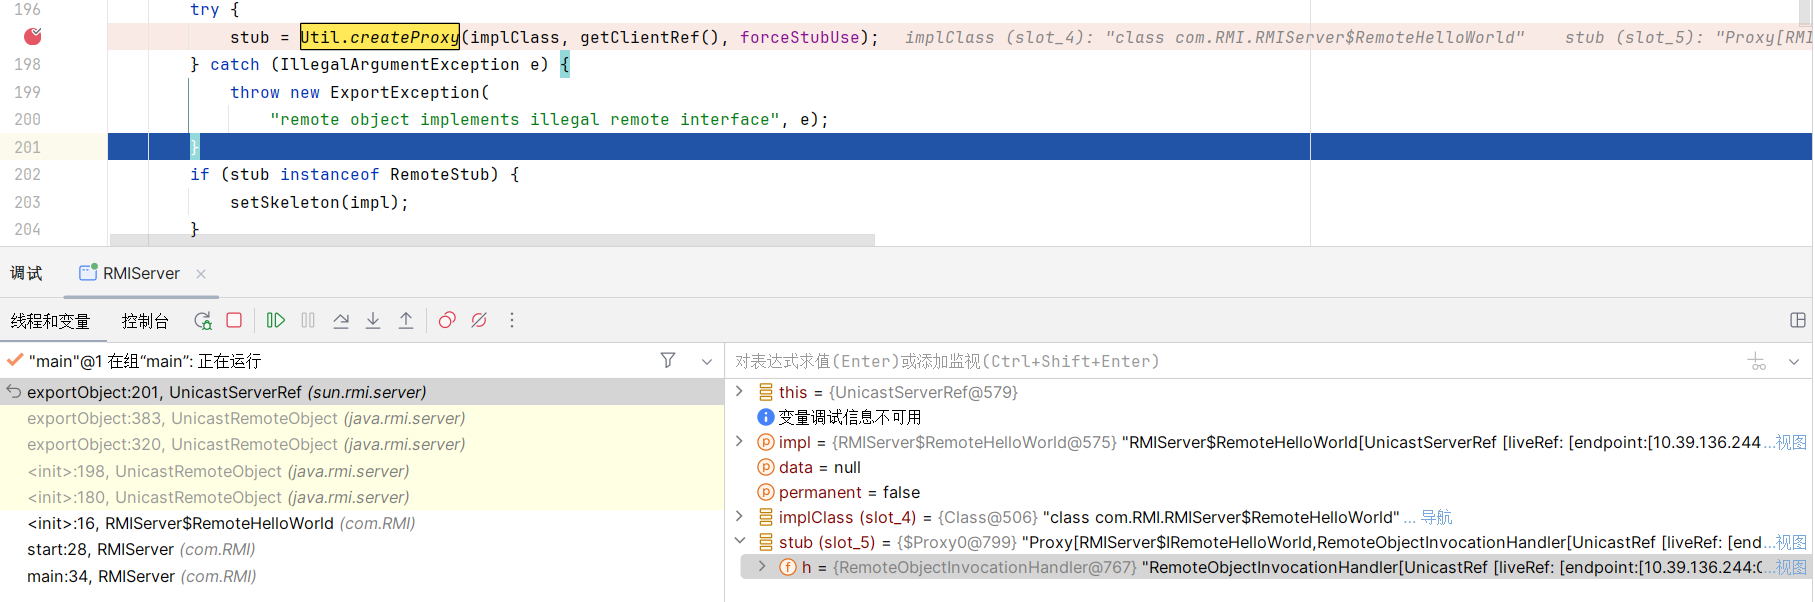 196 try {
stub = Util.createProxy(implClass, getClientRef(), forceStubUse); implClass (slot_4): "class com.RMI.RMIServer$RemoteHelloWorld" stub (slot_5): "Proxy[RMI
198 } catch (IllegalArgumentException e) {
199 throw new ExportException(
200 "remote object implements illegal remote interface", e);
201 }
202 if (stub instanceof RemoteStub) {
203 setSkeleton(impl);
204 }
调试 RMIServer
线程和变量 控制台
"main"@1 在组“main”: 正在运行
exportObject:201, UnicastServerRef (sun.rmi.server)
exportObject:383, UnicastRemoteObject (java.rmi.server)
exportObject:320, UnicastRemoteObject (java.rmi.server)
<init>:198, UnicastRemoteObject (java.rmi.server)
<init>:180, UnicastRemoteObject (java.rmi.server)
<init>:16, RMIServer$RemoteHelloWorld (com.RMI)
start:28, RMIServer (com.RMI)
main:34, RMIServer (com.RMI)
对表达式求值(Enter)或添加监视(Ctrl+Shift+Enter)
this = {UnicastServerRef@579}
变量调试信息不可用
impl = {RMIServer$RemoteHelloWorld@575} "RMIServer$RemoteHelloWorld[UnicastServerRef [liveRef: [endpoint:[10.39.136.244 ...视图
data = null
permanent = false
implClass (slot_4) = {Class@506} "class com.RMI.RMIServer$RemoteHelloWorld" ... 导航
stub (slot_5) = {$Proxy0@799} "Proxy[RMIServer$IRemoteHelloWorld,RemoteObjectInvocationHandler[UnicastRef [liveRef: [end ...视图
h = {RemoteObjectInvocationHandler@767} "RemoteObjectInvocationHandler[UnicastRef [liveRef: [endpoint:[10.39.136.244:0 ...视图